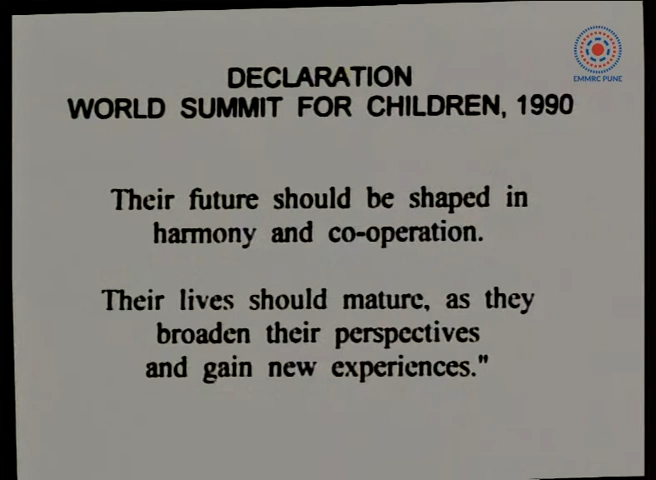 EMMRC PUNE
DECLARATION
WORLD SUMMIT FOR CHILDREN, 1990
Their future should be shaped in
harmony and co-operation.
Their lives should mature, as they
broaden their perspectives
and gain new experiences."